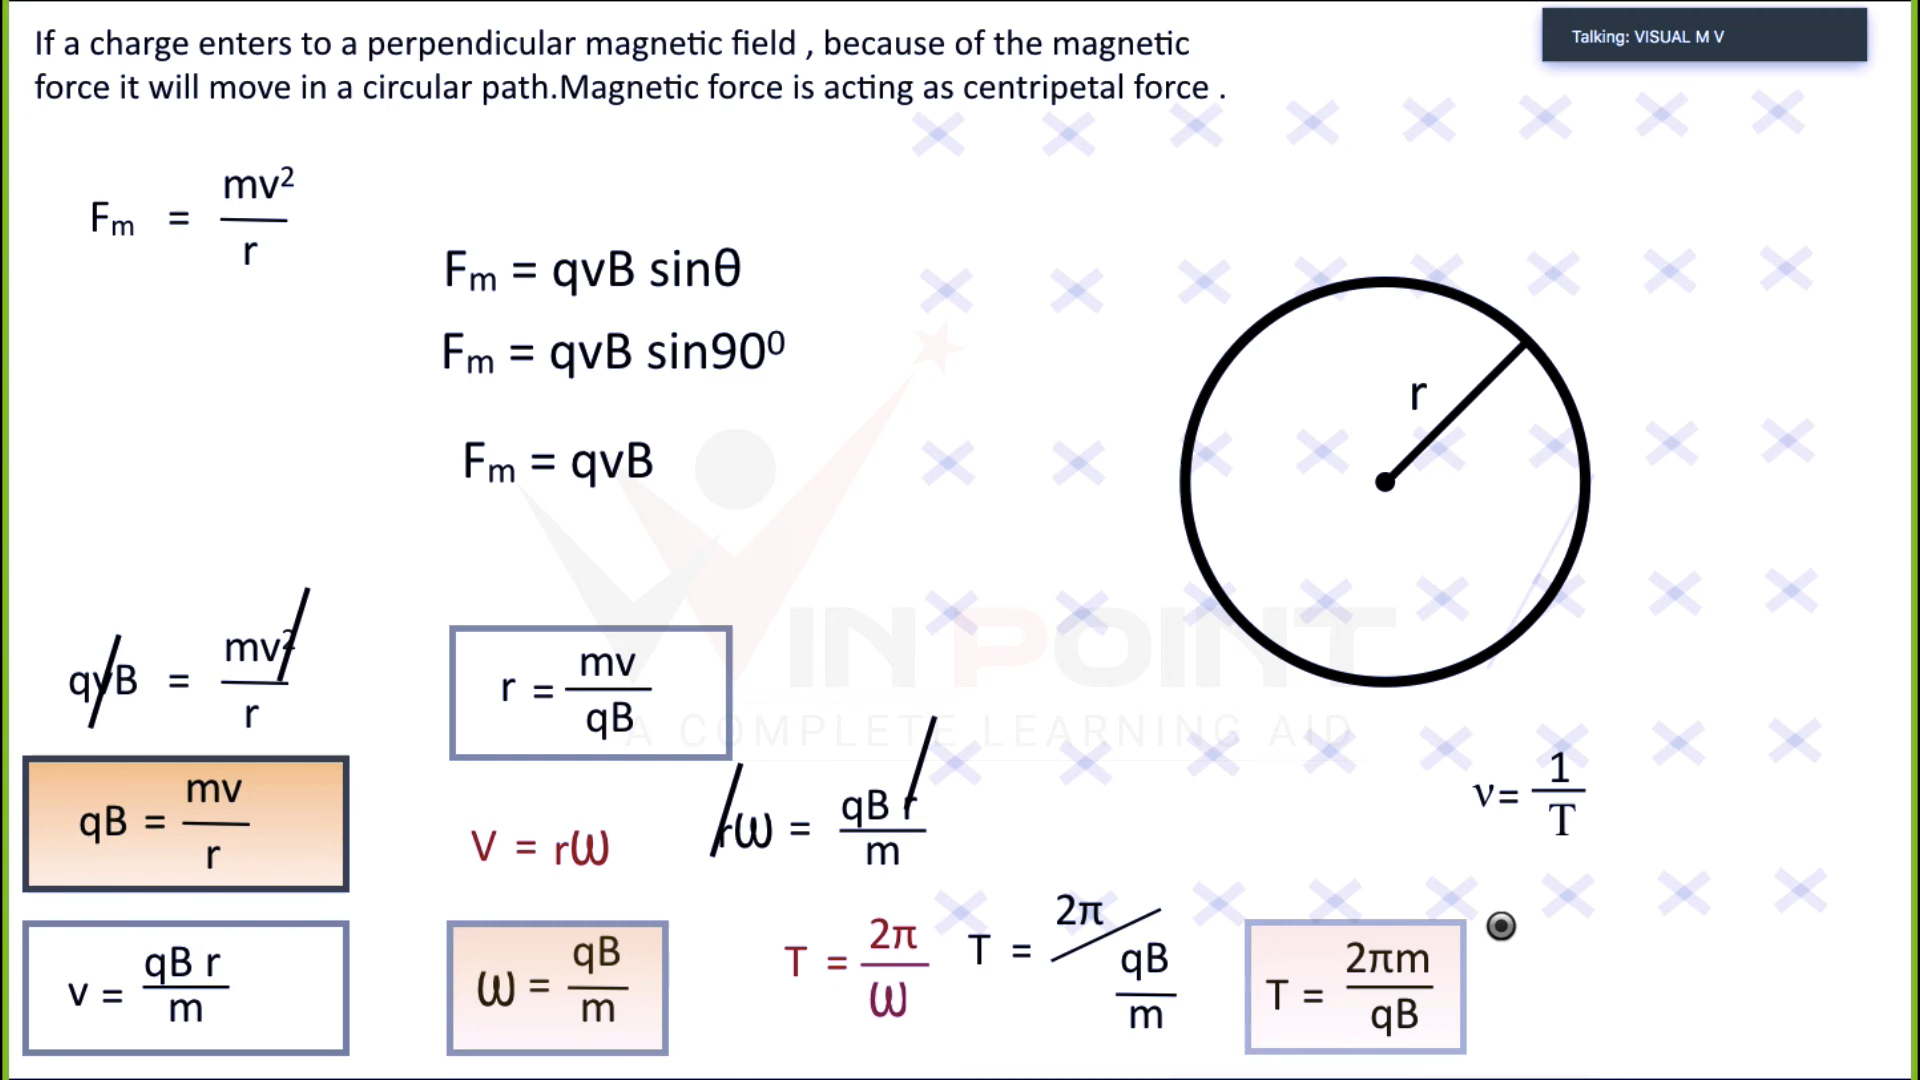 If a charge enters to a perpendicular magnetic field , because of the magnetic
force it will move in a circular path.Magnetic force is acting as centripetal force .
Talking: VISUAL M V
Fm = mv²/r
Fm = qvB sinθ
Fm = qvB sin90⁰
Fm = qvB
r
qvB = mv²/r
r = mv/qB
qB = mv/r
V = rω
rω = qB r/m
ν= 1/T
v = qB r/m
ω = qB/m
T = 2π/ω
T = 2π/(qB/m)
T = 2πm/qB
WINPOINT
A COMPLETE LEARNING AID